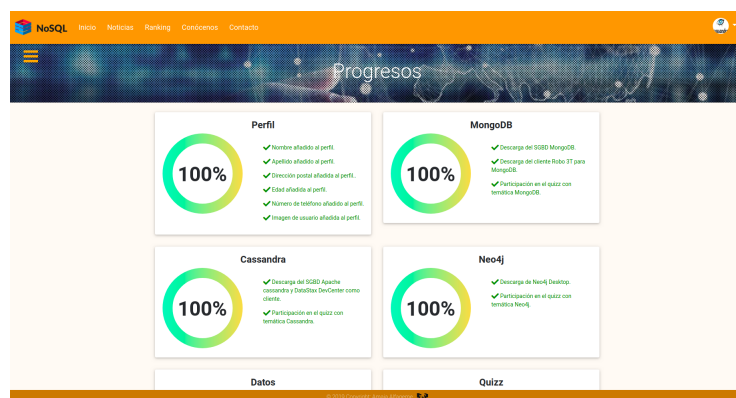 NoSQL Inicio Noticias Ranking Conócenos Contacto
Progresos
Perfil
100%
Nombre añadido al perfil.
Apellido añadido al perfil.
Dirección postal añadida al perfil.
Edad añadida al perfil.
Número de teléfono añadido al perfil.
Imagen de usuario añadida al perfil.
MongoDB
100%
Descarga del SGBD MongoDB.
Descarga del cliente Robo 3T para
MongoDB.
Participación en el quizz con
temática MongoDB.
Cassandra
100%
Descarga del SGBD Apache
cassandra y DataStax DevCenter como
cliente.
Participación en el quizz con
temática Cassandra.
Neo4j
100%
Descarga de Neo4j Desktop.
Participación en el quizz con
temática Neo4j.
Datos
Quizz
© 2019 Copyright: